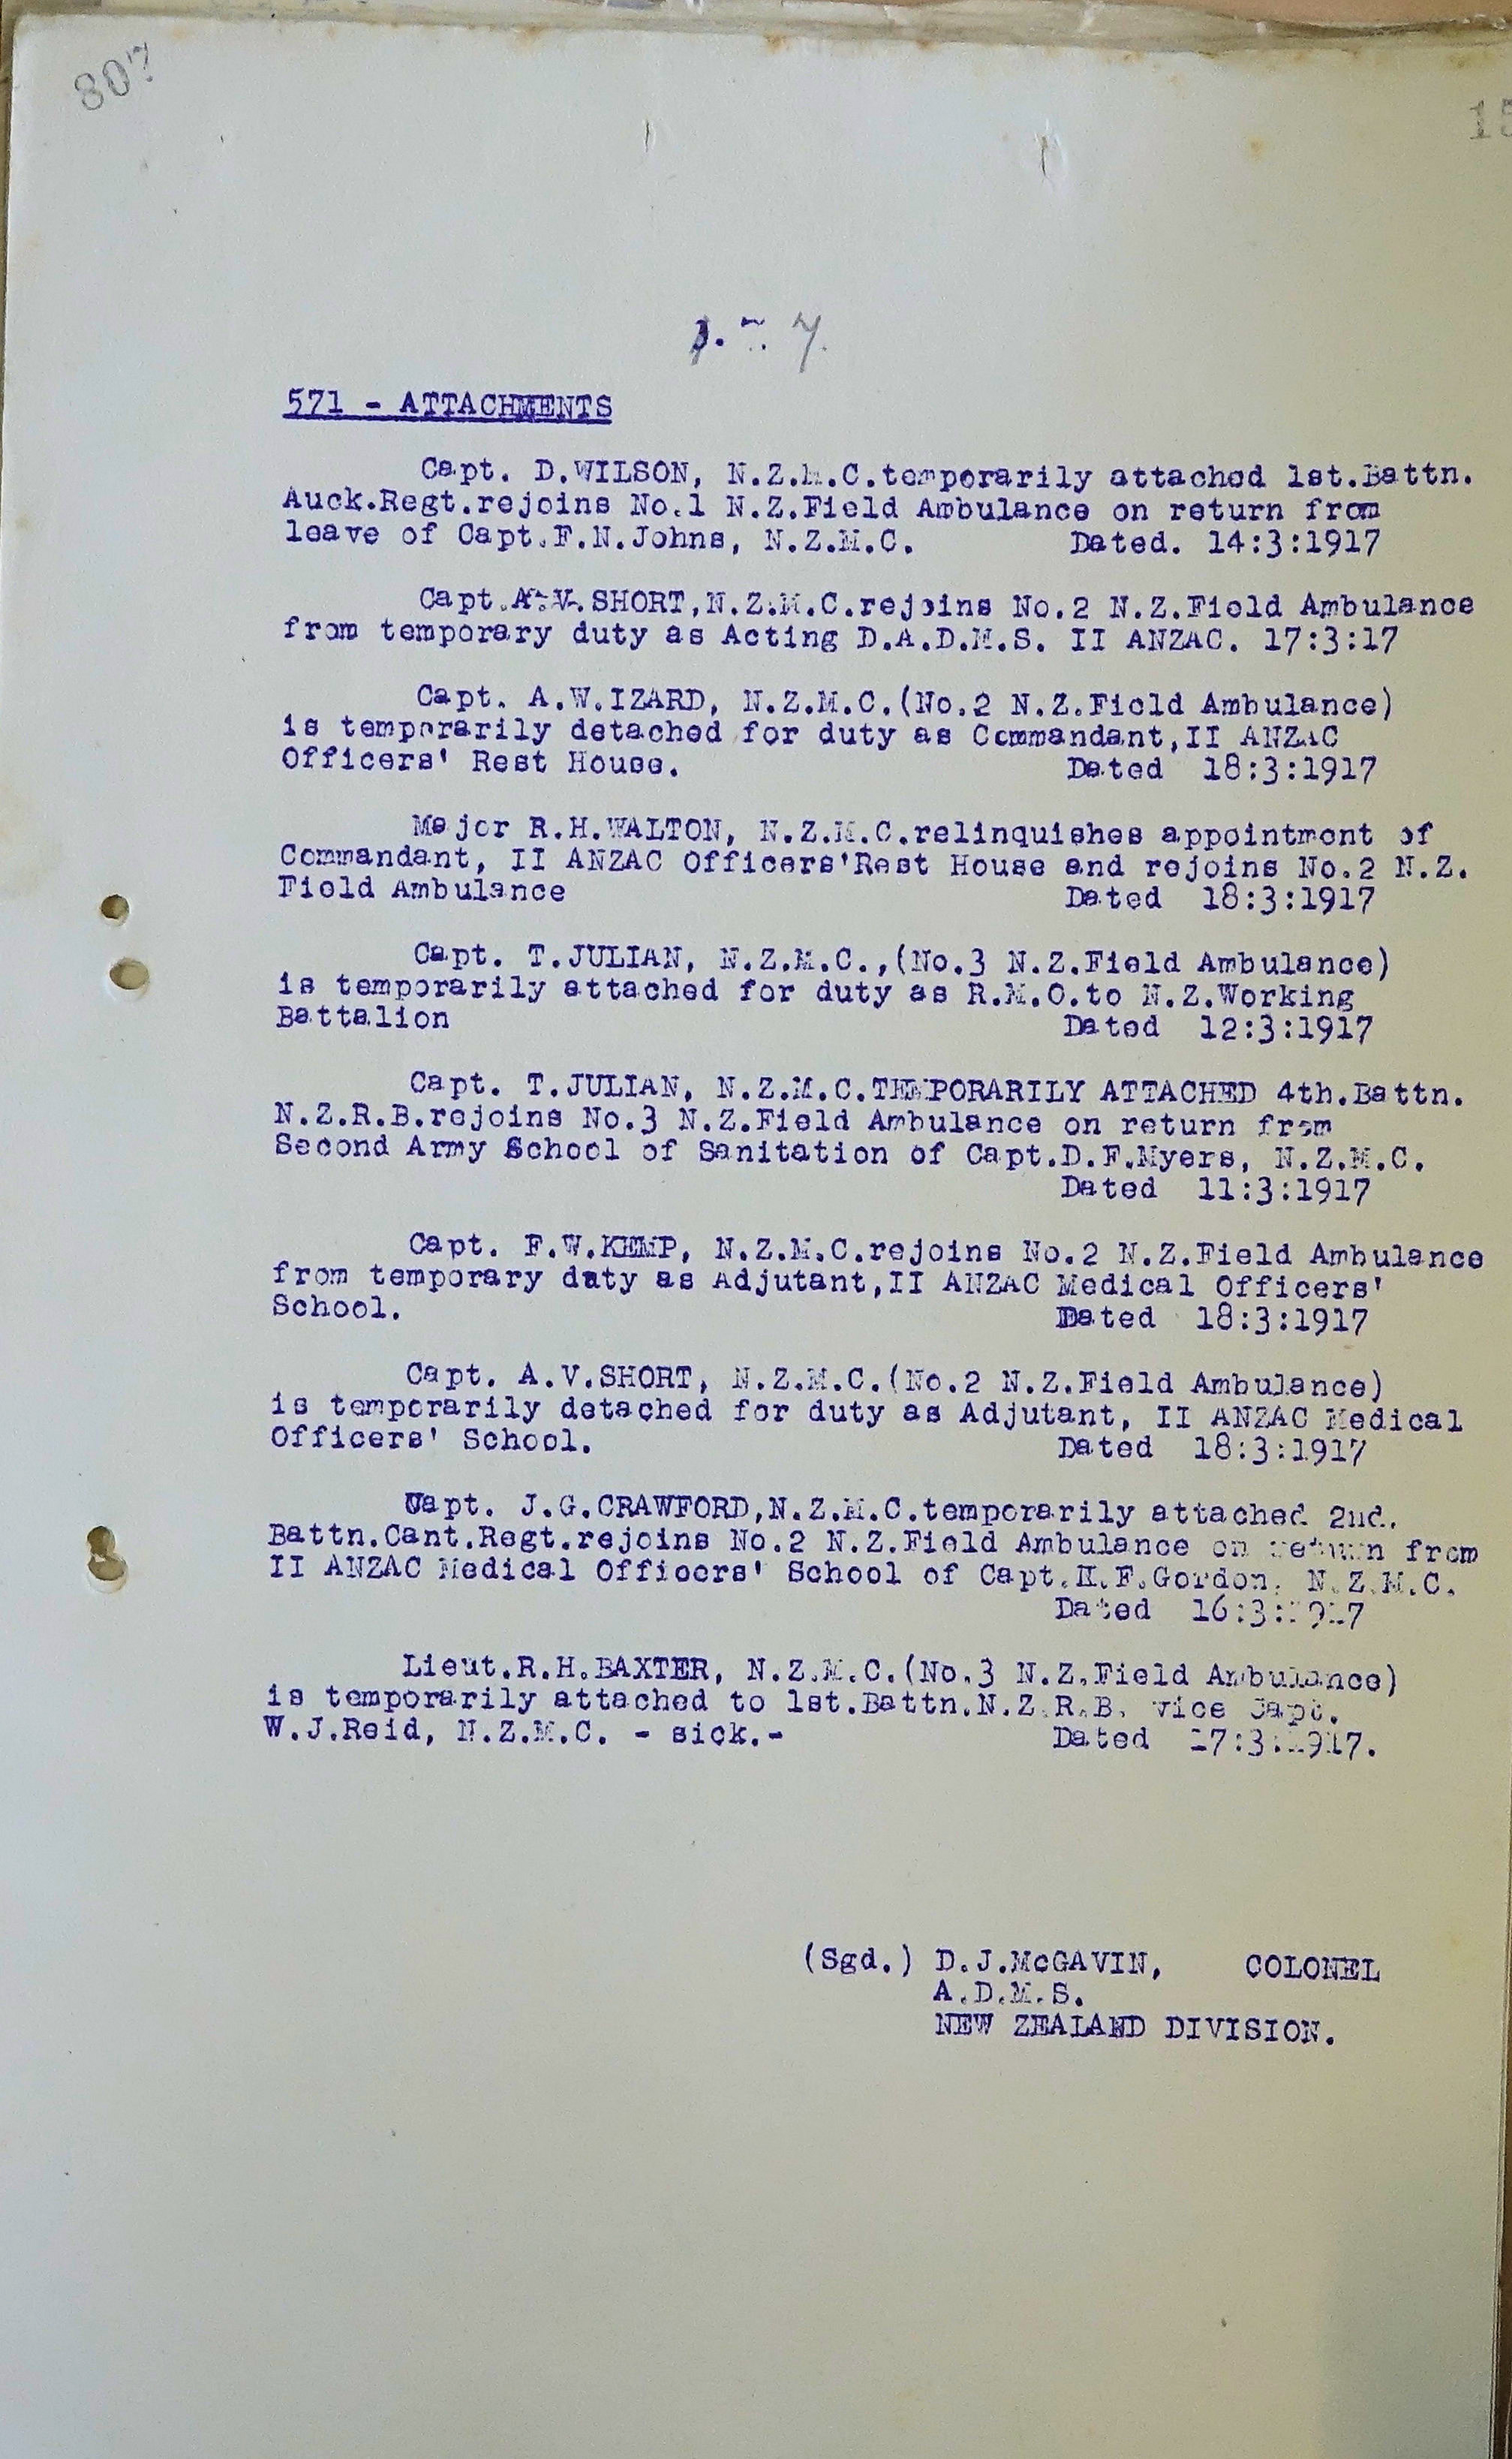 807
15
7.
571 - ATTACHMENTS
Capt. D.WILSON, N.Z.M.C.temporarily attached 1st.Battn.
Auck.Regt.rejoins No.1 N.Z.Field Ambulance on return from
leave of Capt.F.N.Johns, N.Z.M.C. Dated. 14:3:1917
Capt.A.V.SHORT,N.Z.M.C.rejoins No.2 N.Z.Field Ambulance
from temporary duty as Acting D.A.D.M.S. II ANZAC. 17:3:17
Capt. A.W.IZARD, N.Z.M.C.(No.2 N.Z.Field Ambulance)
is temporarily detached for duty as Commandant,II ANZAC
Officers' Rest House. Dated 18:3:1917
Major R.H.WALTON, N.Z.M.C.relinquishes appointment of
Commandant, II ANZAC Officers'Rest House and rejoins No.2 N.Z.
Field Ambulance Dated 18:3:1917
Capt. T.JULIAN, N.Z.M.C.,(No.3 N.Z.Field Ambulance)
is temporarily attached for duty as R.M.O.to N.Z.Working
Battalion Dated 12:3:1917
Capt. T.JULIAN, N.Z.M.C.TEMPORARILY ATTACHED 4th.Battn.
N.Z.R.B.rejoins No.3 N.Z.Field Ambulance on return from
Second Army School of Sanitation of Capt.D.F.Myers, N.Z.M.C.
Dated 11:3:1917
Capt. F.W.KEMP, N.Z.M.C.rejoins No.2 N.Z.Field Ambulance
from temporary duty as Adjutant,II ANZAC Medical Officers'
School. Dated 18:3:1917
Capt. A.V.SHORT, N.Z.M.C.(No.2 N.Z.Field Ambulance)
is temporarily detached for duty as Adjutant, II ANZAC Medical
Officers' School. Dated 18:3:1917
Capt. J.G.CRAWFORD,N.Z.M.C.temporarily attached 2nd.
Battn.Cant.Regt.rejoins No.2 N.Z.Field Ambulance on return from
II ANZAC Medical Officers' School of Capt.H.F.Gordon, N.Z.M.C.
Dated 16:3:1917
Lieut.R.H.BAXTER, N.Z.M.C.(No.3 N.Z.Field Ambulance)
is temporarily attached to 1st.Battn.N.Z.R.B. vice Capt.
W.J.Reid, N.Z.M.C. - sick.- Dated 17:3:1917.
(Sgd.) D.J.McGAVIN, COLONEL
A.D.M.S.
NEW ZEALAND DIVISION.